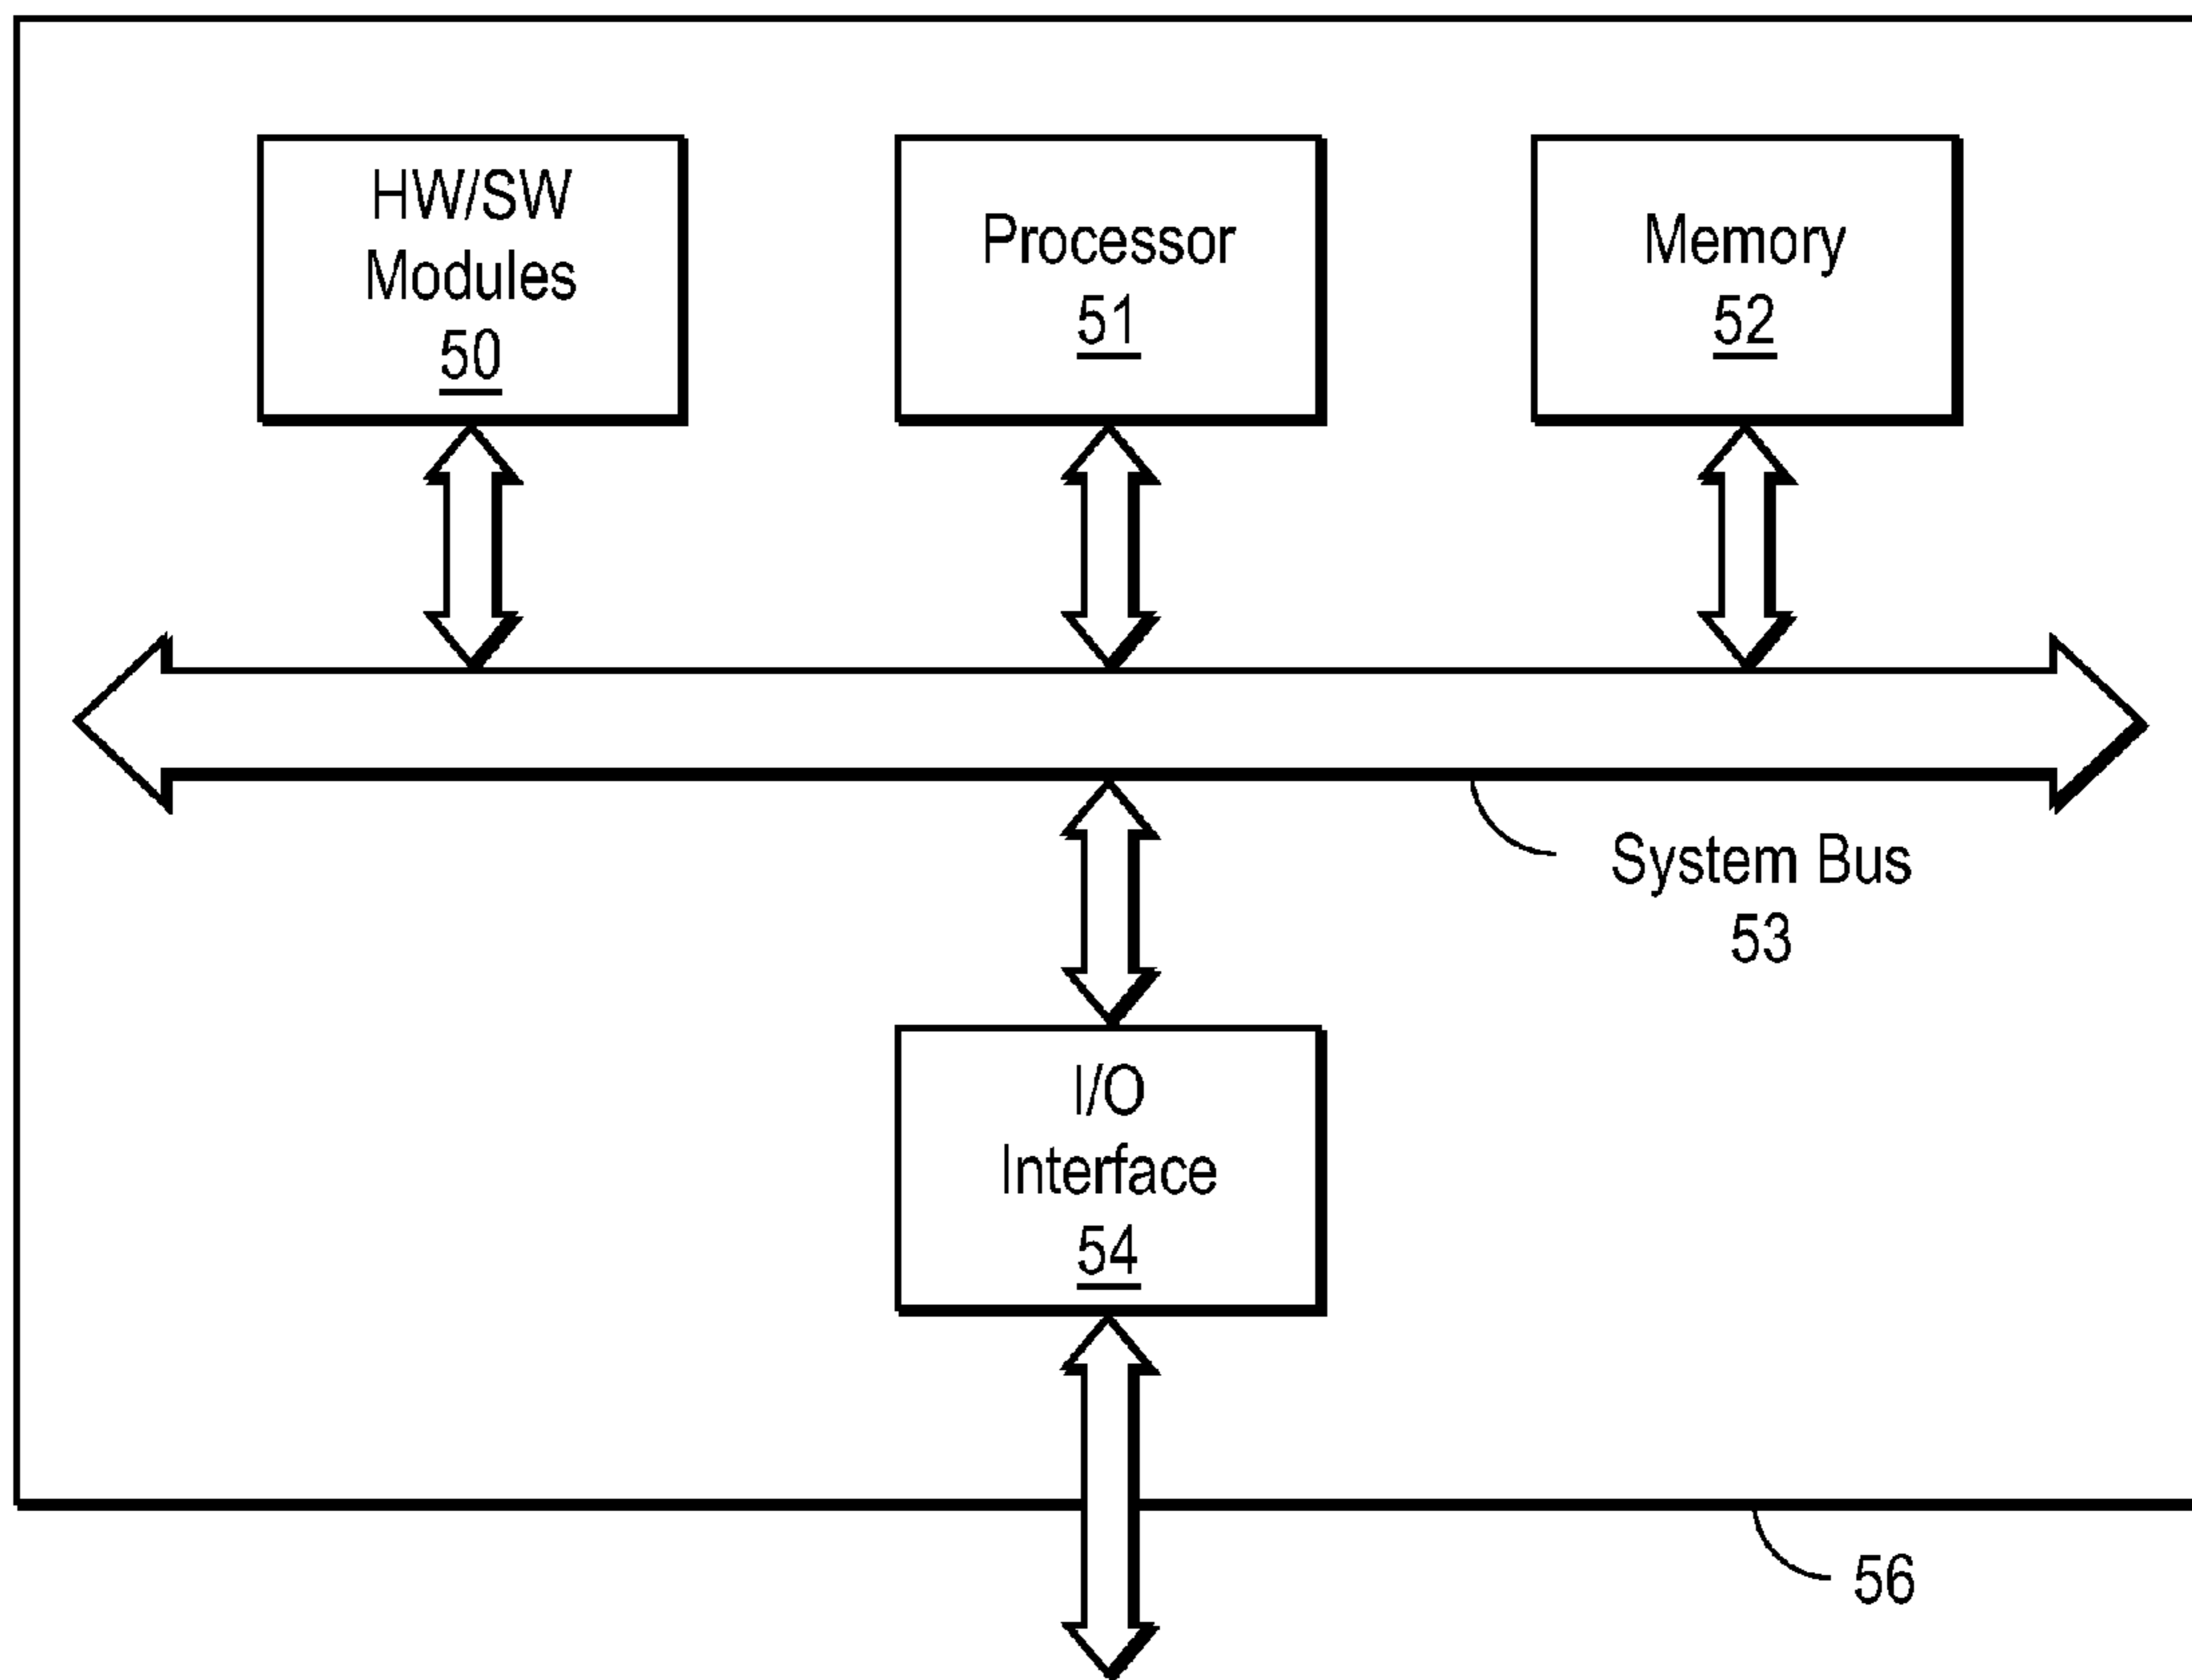 HW/SW
Modules
50
Processor
51
Memory
52
System Bus
53
I/O
Interface
54
56